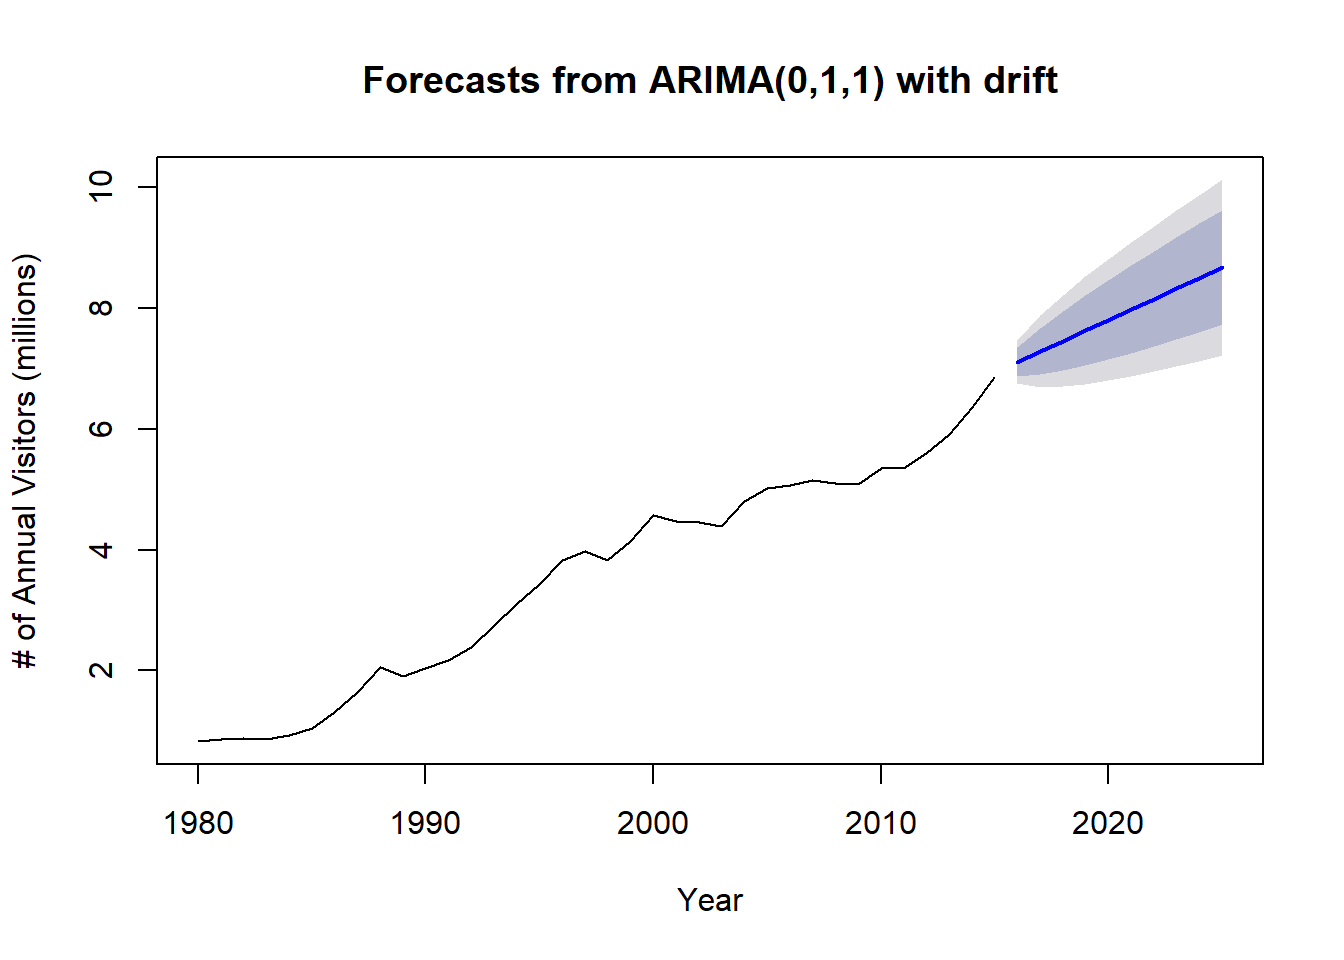 Forecasts from ARIMA(0,1,1) with drift
# of Annual Visitors (millions)
10
8
6
4
2
1980 1990 2000 2010 2020
Year